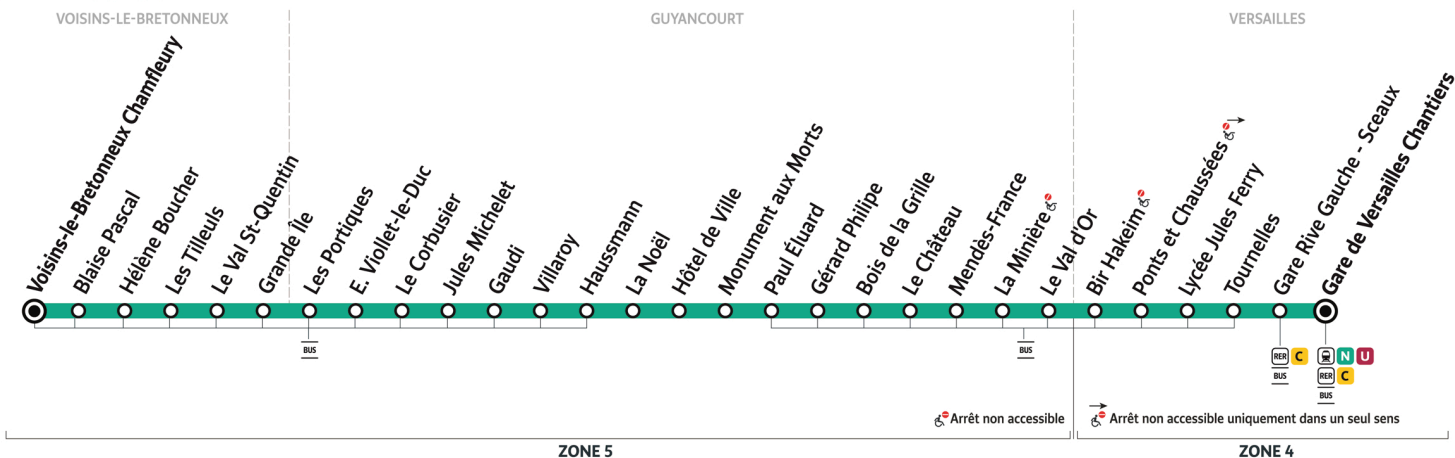 VOISINS-LE-BRETONNEUX
GUYANCOURT
VERSAILLES
Voisins-le-Bretonneux Chamfleury
Blaise Pascal
Hélène Boucher
Les Tilleuls
Le Val St-Quentin
Grande Île
Les Portiques
E. Viollet-le-Duc
Le Corbusier
Jules Michelet
Gaudi
Villaroy
Haussmann
La Noël
Hôtel de Ville
Monument aux Morts
Paul Éluard
Gérard Philipe
Bois de la Grille
Le Château
Mendès-France
La Minière
Le Val d'Or
Bir Hakeim
Ponts et Chaussées
Lycée Jules Ferry
Tournelles
Gare Rive Gauche - Sceaux
Gare de Versailles Chantiers
BUS
BUS
RER C
BUS
N U
RER C
BUS
Arrêt non accessible
Arrêt non accessible uniquement dans un seul sens
ZONE 5
ZONE 4